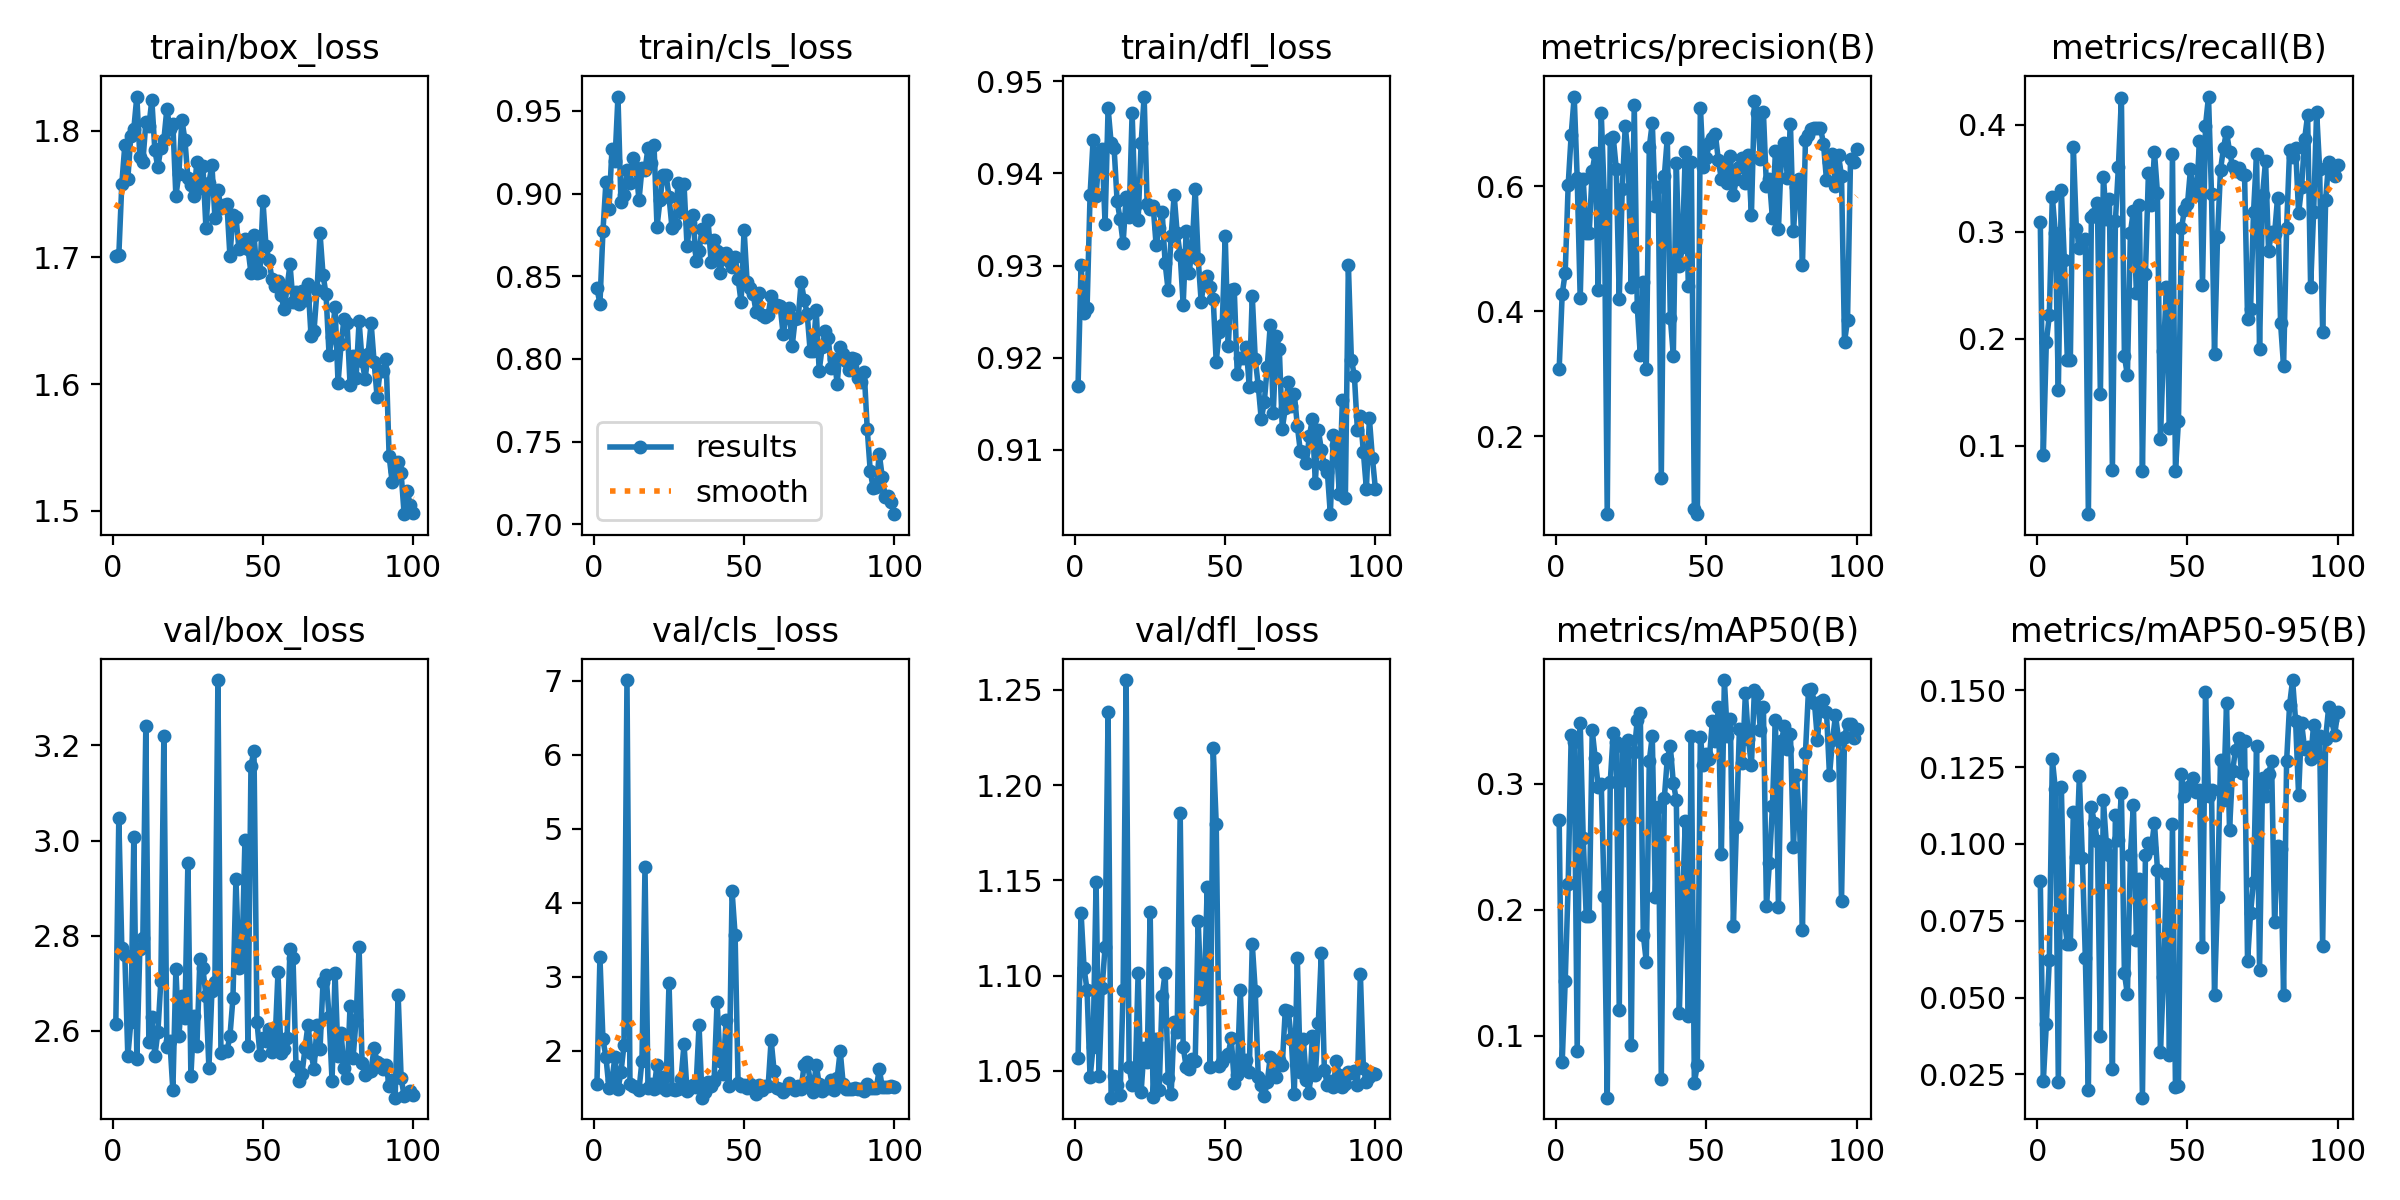 train/box_loss
1.8
1.7
1.6
1.5
0 50 100
train/cls_loss
0.95
0.90
0.85
0.80
0.75
0.70
results
smooth
0 50 100
train/dfl_loss
0.95
0.94
0.93
0.92
0.91
0 50 100
metrics/precision(B)
0.6
0.4
0.2
0 50 100
metrics/recall(B)
0.4
0.3
0.2
0.1
0 50 100
val/box_loss
3.2
3.0
2.8
2.6
0 50 100
val/cls_loss
7
6
5
4
3
2
0 50 100
val/dfl_loss
1.25
1.20
1.15
1.10
1.05
0 50 100
metrics/mAP50(B)
0.3
0.2
0.1
0 50 100
metrics/mAP50-95(B)
0.150
0.125
0.100
0.075
0.050
0.025
0 50 100